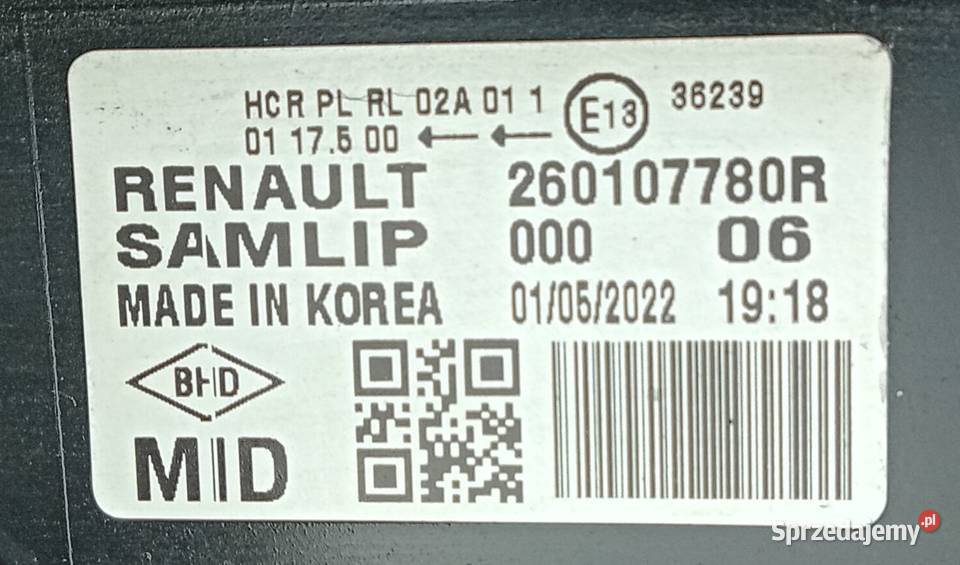 HCR PL RL 02A 01 1 E13 36239
01 17.5 00
RENAULT 260107780R
SAMLIP 000 06
MADE IN KOREA 01/05/2022 19:18
BHD
MID
Sprzedajemy.pl